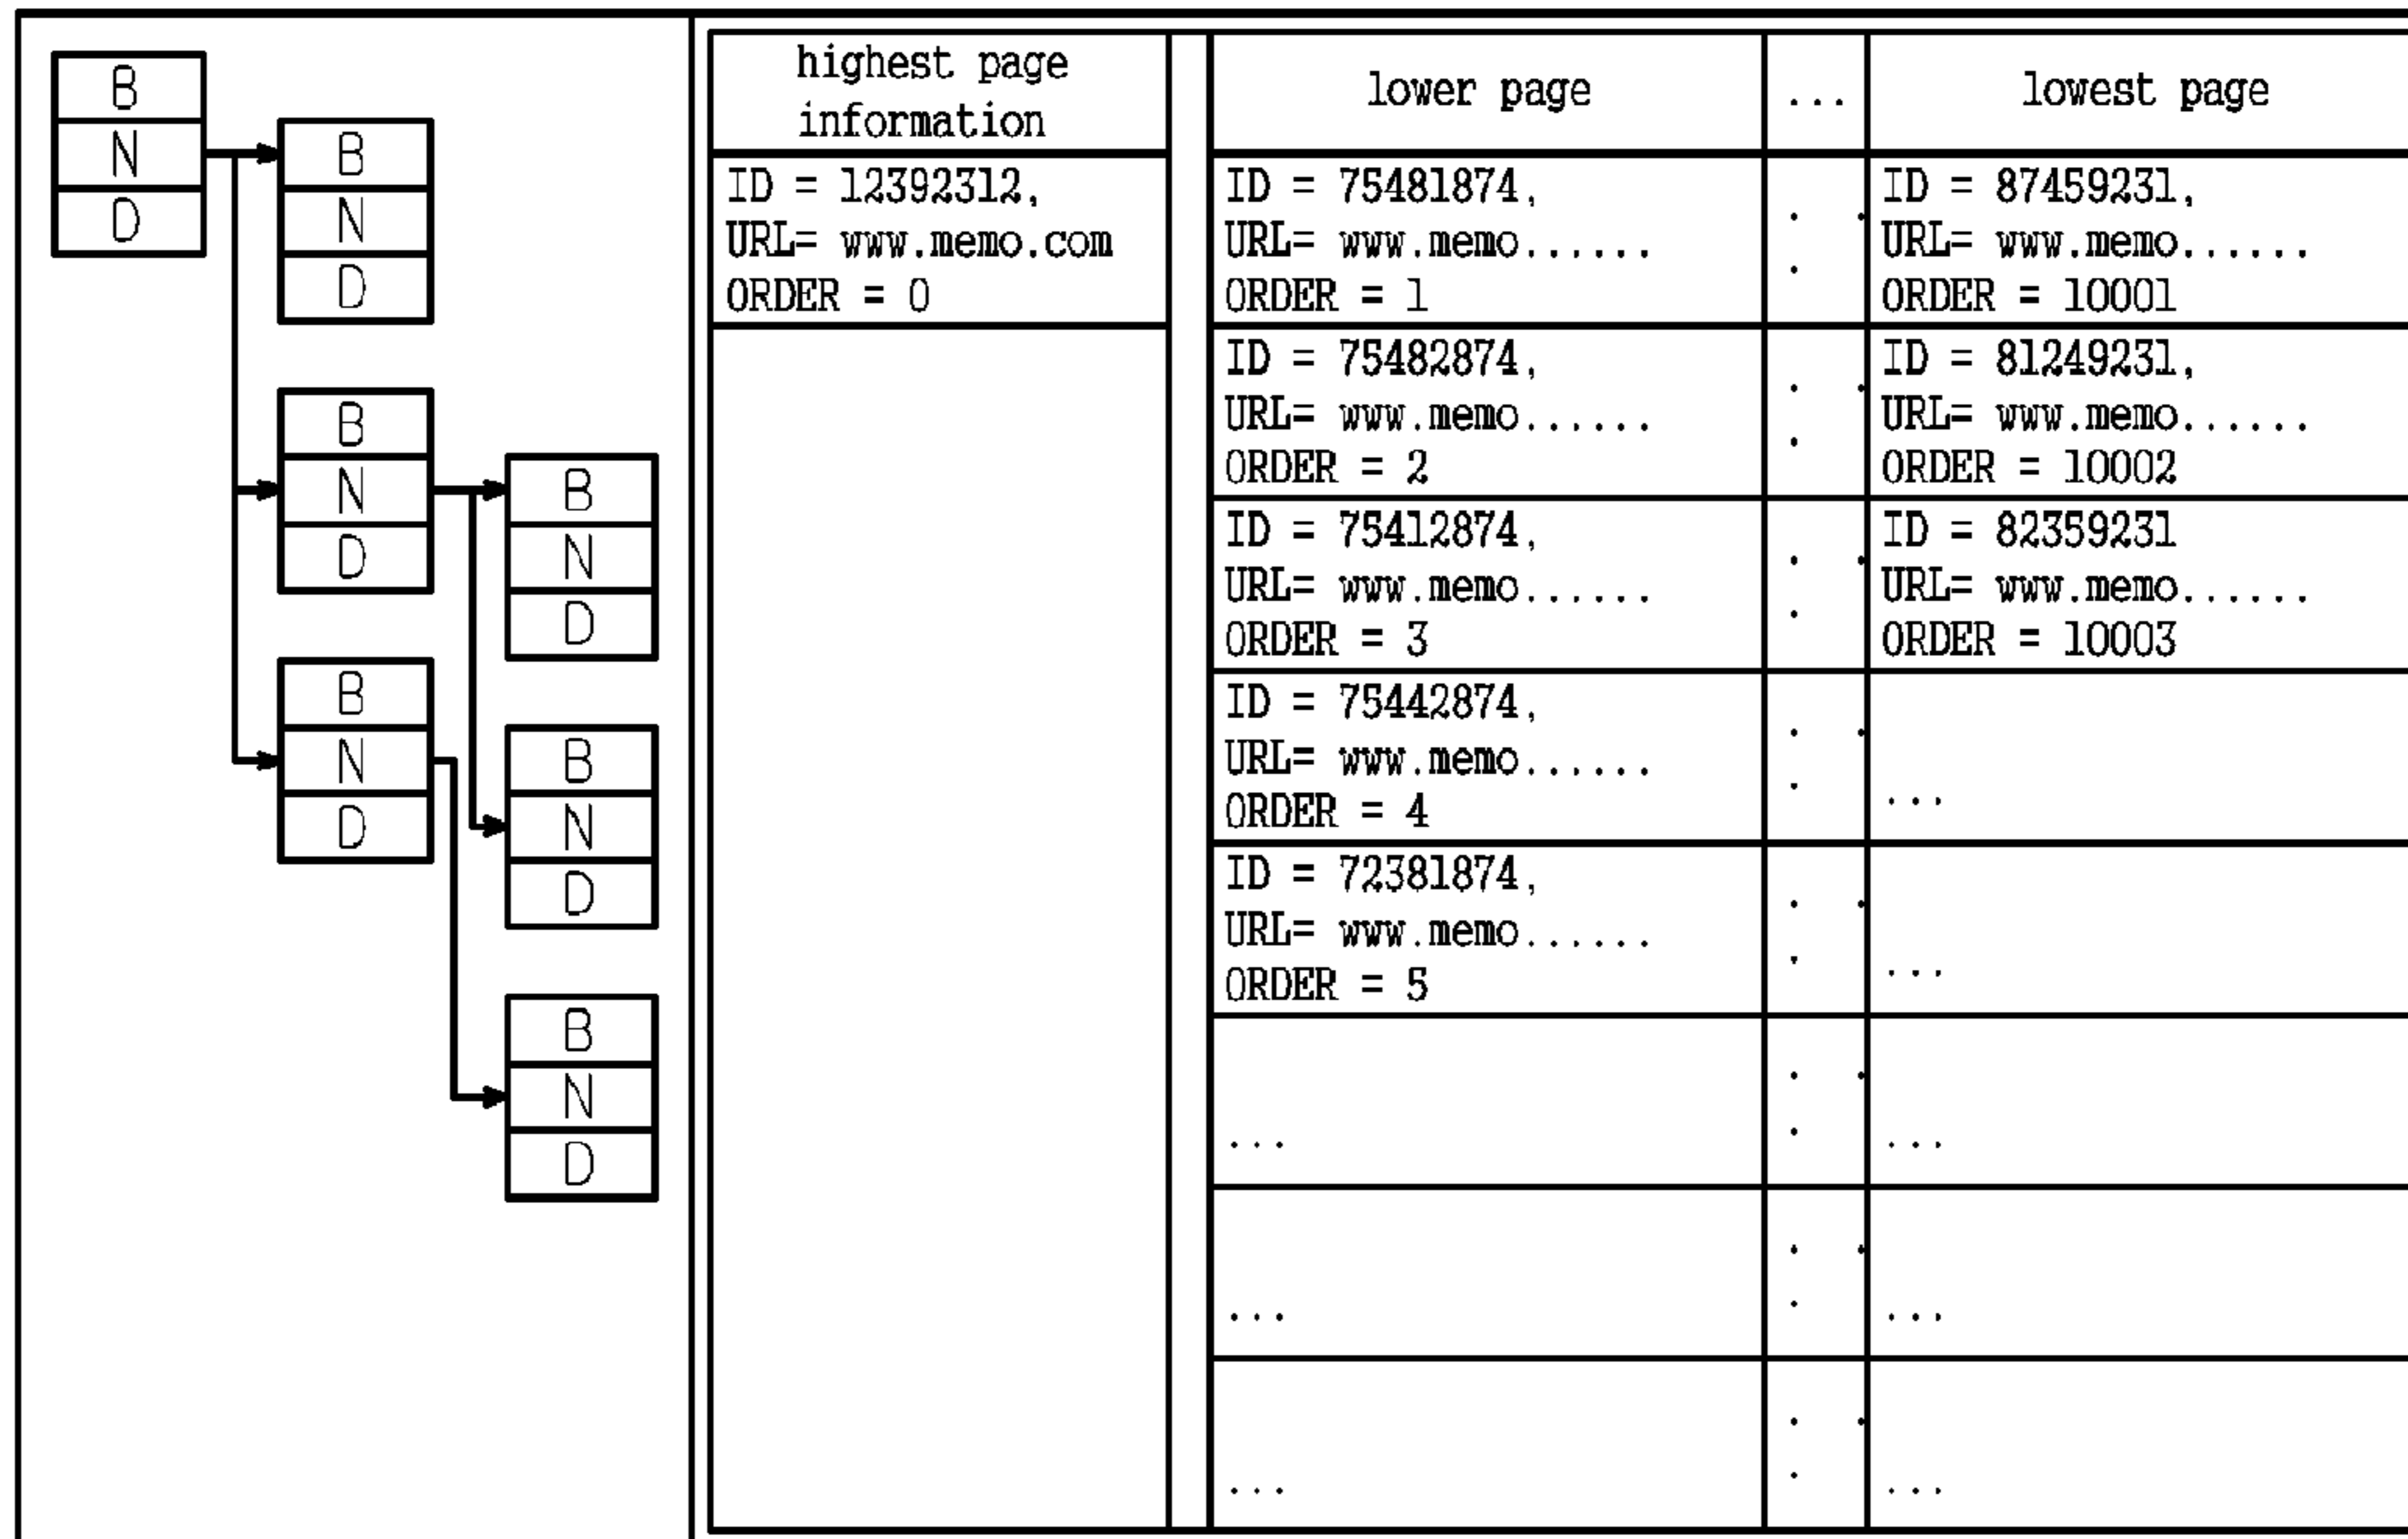 B
N
D
B
N
D
B
N
D
B
N
D
B
N
D
B
N
D
B
N
D
highest page
information
ID = 12392312,
URL= www.memo.com
ORDER = 0
lower page
ID = 75481874,
URL= www.memo......
ORDER = 1
ID = 75482874,
URL= www.memo......
ORDER = 2
ID = 75412874,
URL= www.memo......
ORDER = 3
ID = 75442874,
URL= www.memo......
ORDER = 4
ID = 72381874,
URL= www.memo......
ORDER = 5
...
...
...
...
lowest page
ID = 87459231,
URL= www.memo......
ORDER = 10001
ID = 81249231,
URL= www.memo......
ORDER = 10002
ID = 82359231
URL= www.memo......
ORDER = 10003
...
...
...
...
...